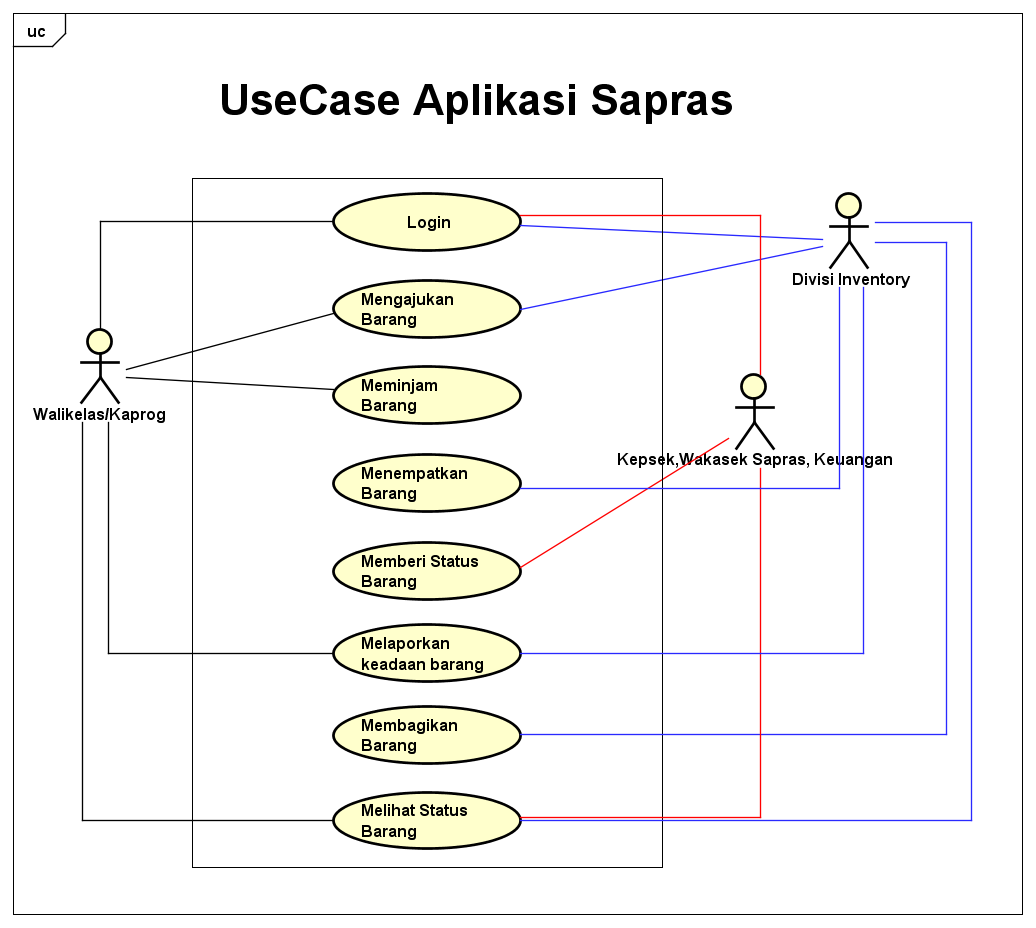 uc
UseCase Aplikasi Sapras
Login
Mengajukan
Barang
Meminjam
Barang
Menempatkan
Barang
Memberi Status
Barang
Melaporkan
keadaan barang
Membagikan
Barang
Melihat Status
Barang
Walikelas/Kaprog
Divisi Inventory
Kepsek,Wakasek Sapras, Keuangan